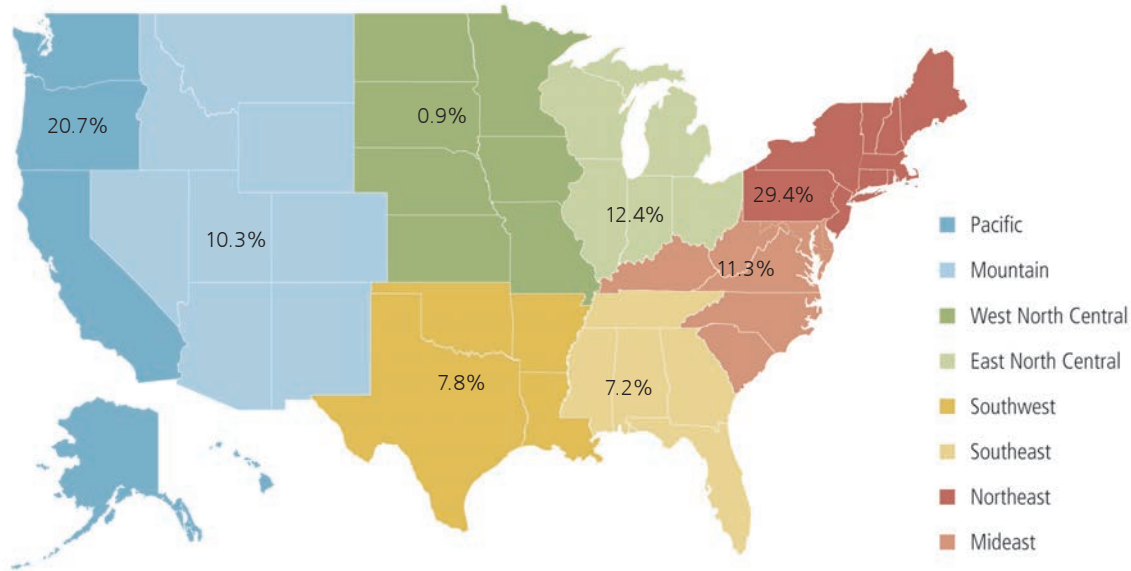 20.7%
0.9%
10.3%
12.4%
29.4%
11.3%
7.8%
7.2%
Pacific
Mountain
West North Central
East North Central
Southwest
Southeast
Northeast
Mideast